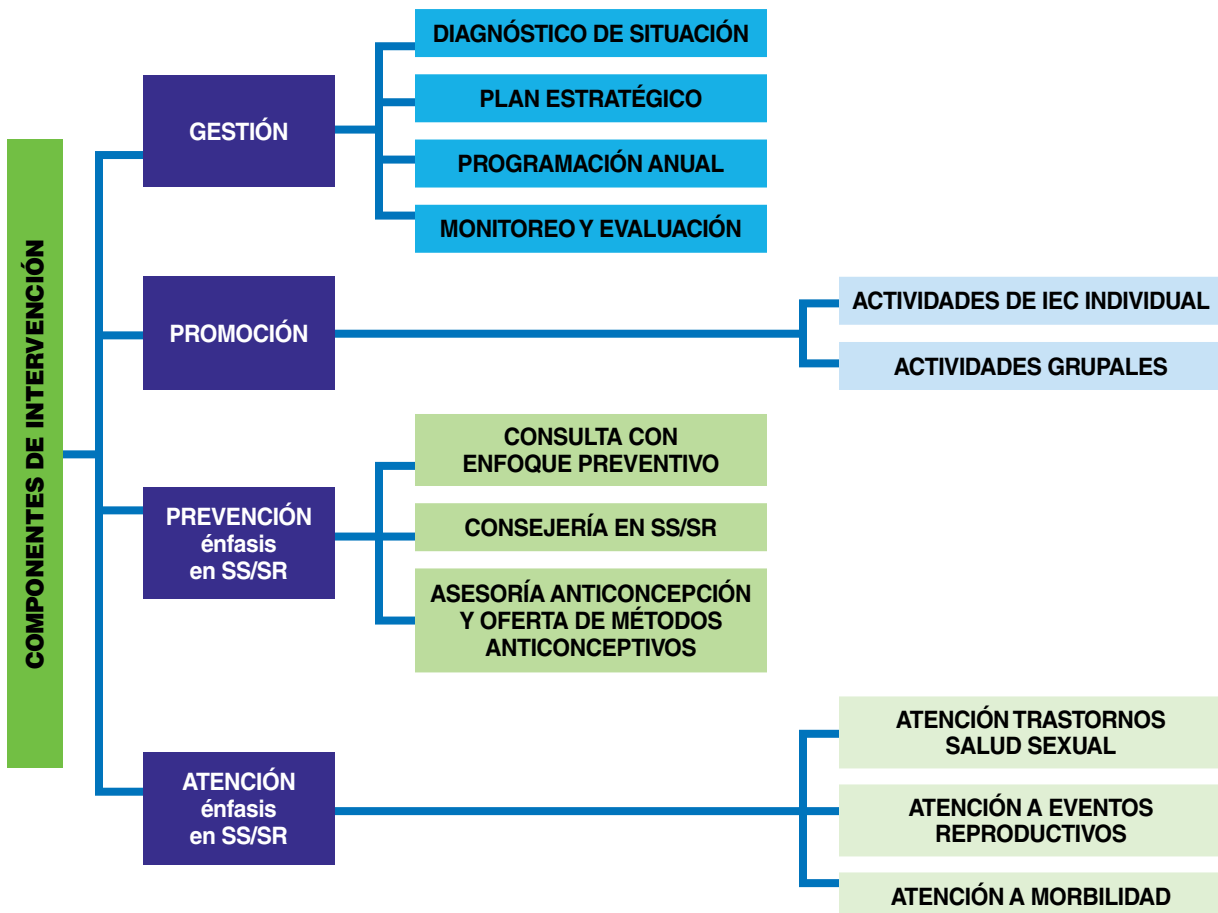 COMPONENTES DE INTERVENCIÓN
GESTIÓN
DIAGNÓSTICO DE SITUACIÓN
PLAN ESTRATÉGICO
PROGRAMACIÓN ANUAL
MONITOREO Y EVALUACIÓN
PROMOCIÓN
ACTIVIDADES DE IEC INDIVIDUAL
ACTIVIDADES GRUPALES
PREVENCIÓN
énfasis
en SS/SR
CONSULTA CON
ENFOQUE PREVENTIVO
CONSEJERÍA EN SS/SR
ASESORÍA ANTICONCEPCIÓN
Y OFERTA DE MÉTODOS
ANTICONCEPTIVOS
ATENCIÓN
énfasis
en SS/SR
ATENCIÓN TRASTORNOS
SALUD SEXUAL
ATENCIÓN A EVENTOS
REPRODUCTIVOS
ATENCIÓN A MORBILIDAD